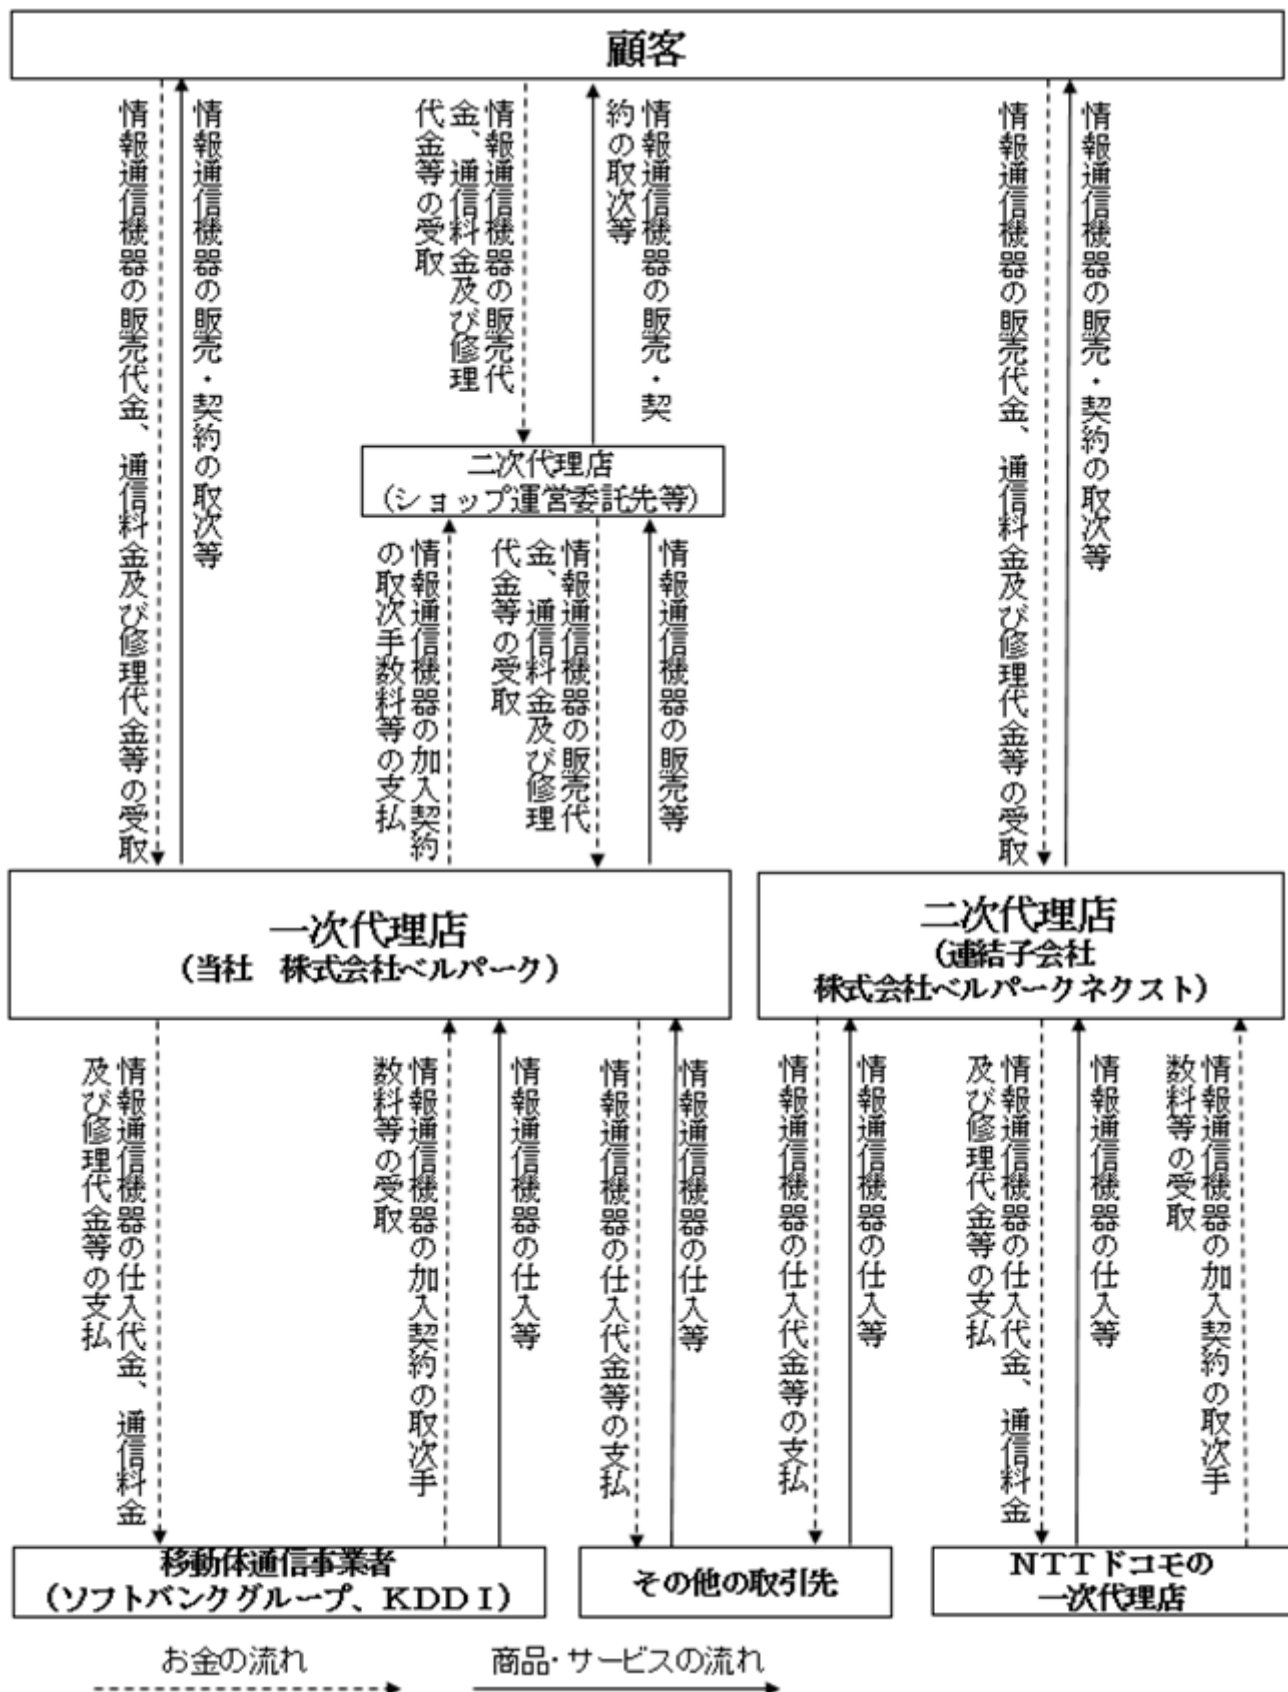 顧客
情報通信機器の販売代金、通信料金及び修理代金等の受取
情報通信機器の販売・契約の取次等
情報通信機器の販売代
金、通信料金及び修理
代金等の受取
情報通信機器の販売・契
約の取次等
情報通信機器の販売代金、通信料金及び修理代金等の受取
情報通信機器の販売・契約の取次等
二次代理店
(ショップ運営委託先等)
情報通信機器の加入契約
の取次手数料等の支払
情報通信機器の販売代
金、通信料金及び修理
代金等の受取
情報通信機器の販売等
一次代理店
(当社 株式会社ベルパーク)
二次代理店
(連結子会社
株式会社ベルパークネクスト)
情報通信機器の仕入代金、通信料金
及び修理代金等の支払
情報通信機器の加入契約の取次手
数料等の受取
情報通信機器の仕入等
情報通信機器の仕入代金等の支払
情報通信機器の仕入等
情報通信機器の仕入代金等の支払
情報通信機器の仕入等
情報通信機器の仕入代金、通信料金
及び修理代金等の支払
情報通信機器の仕入等
情報通信機器の加入契約の取次手
数料等の受取
移動体通信事業者
(ソフトバンクグループ、KDDI)
その他の取引先
NTTドコモの
一次代理店
お金の流れ
商品・サービスの流れ